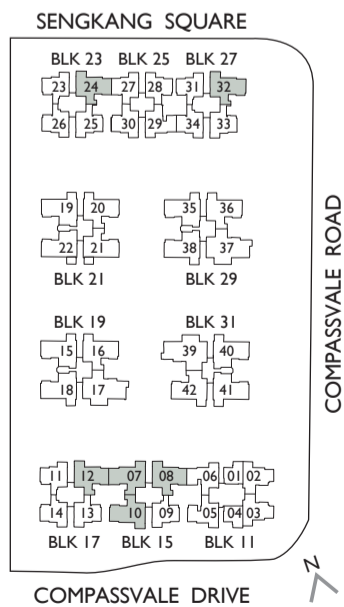 SENGKANG SQUARE
BLK 23 BLK 25 BLK 27
23 24 27 28 31 32
26 25 30 29 34 33
19 20 35 36
22 21 38 37
BLK 21 BLK 29
COMPASSVALE ROAD
BLK 19 BLK 31
15 16 39 40
18 17 42 41
11 12 07 08 06 01 02
14 13 10 09 05 04 03
BLK 17 BLK 15 BLK 11
N
COMPASSVALE DRIVE